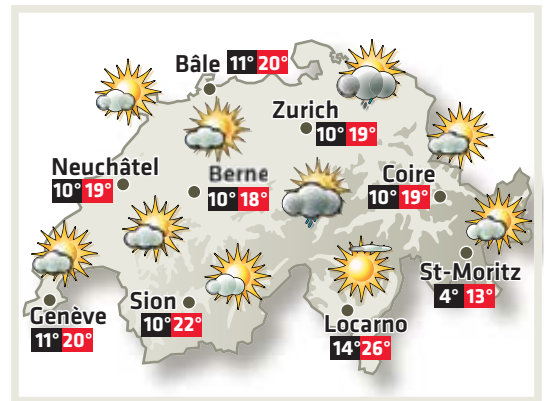 Bâle 11° 20°
Zurich
10° 19°
Neuchâtel
10° 19°
Berne
10° 18°
Coire
10° 19°
St-Moritz
4° 13°
Genève
11° 20°
Sion
10° 22°
Locarno
14° 26°